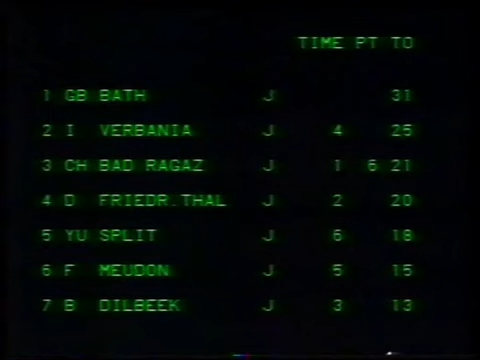 TIME PT TO
1 GB BATH J 31
2 I VERBANIA J 4 25
3 CH BAD RAGAZ J 1 6 21
4 D FRIEDR.THAL J 2 20
5 YU SPLIT J 6 18
6 F MEUDON J 5 15
7 B DILBEEK J 3 13